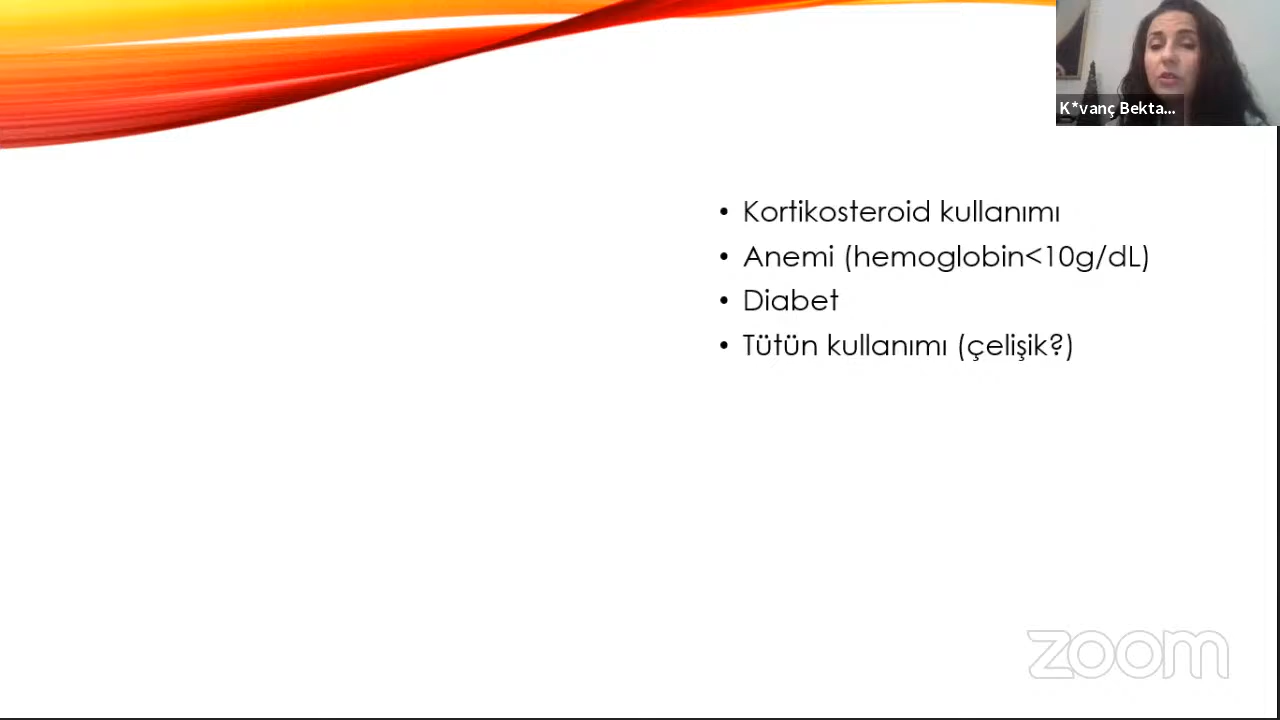 K*vanç Bekta...
• Kortikosteroid kullanımı
• Anemi (hemoglobin<10g/dL)
• Diabet
• Tütün kullanımı (çelişik?)
zoom